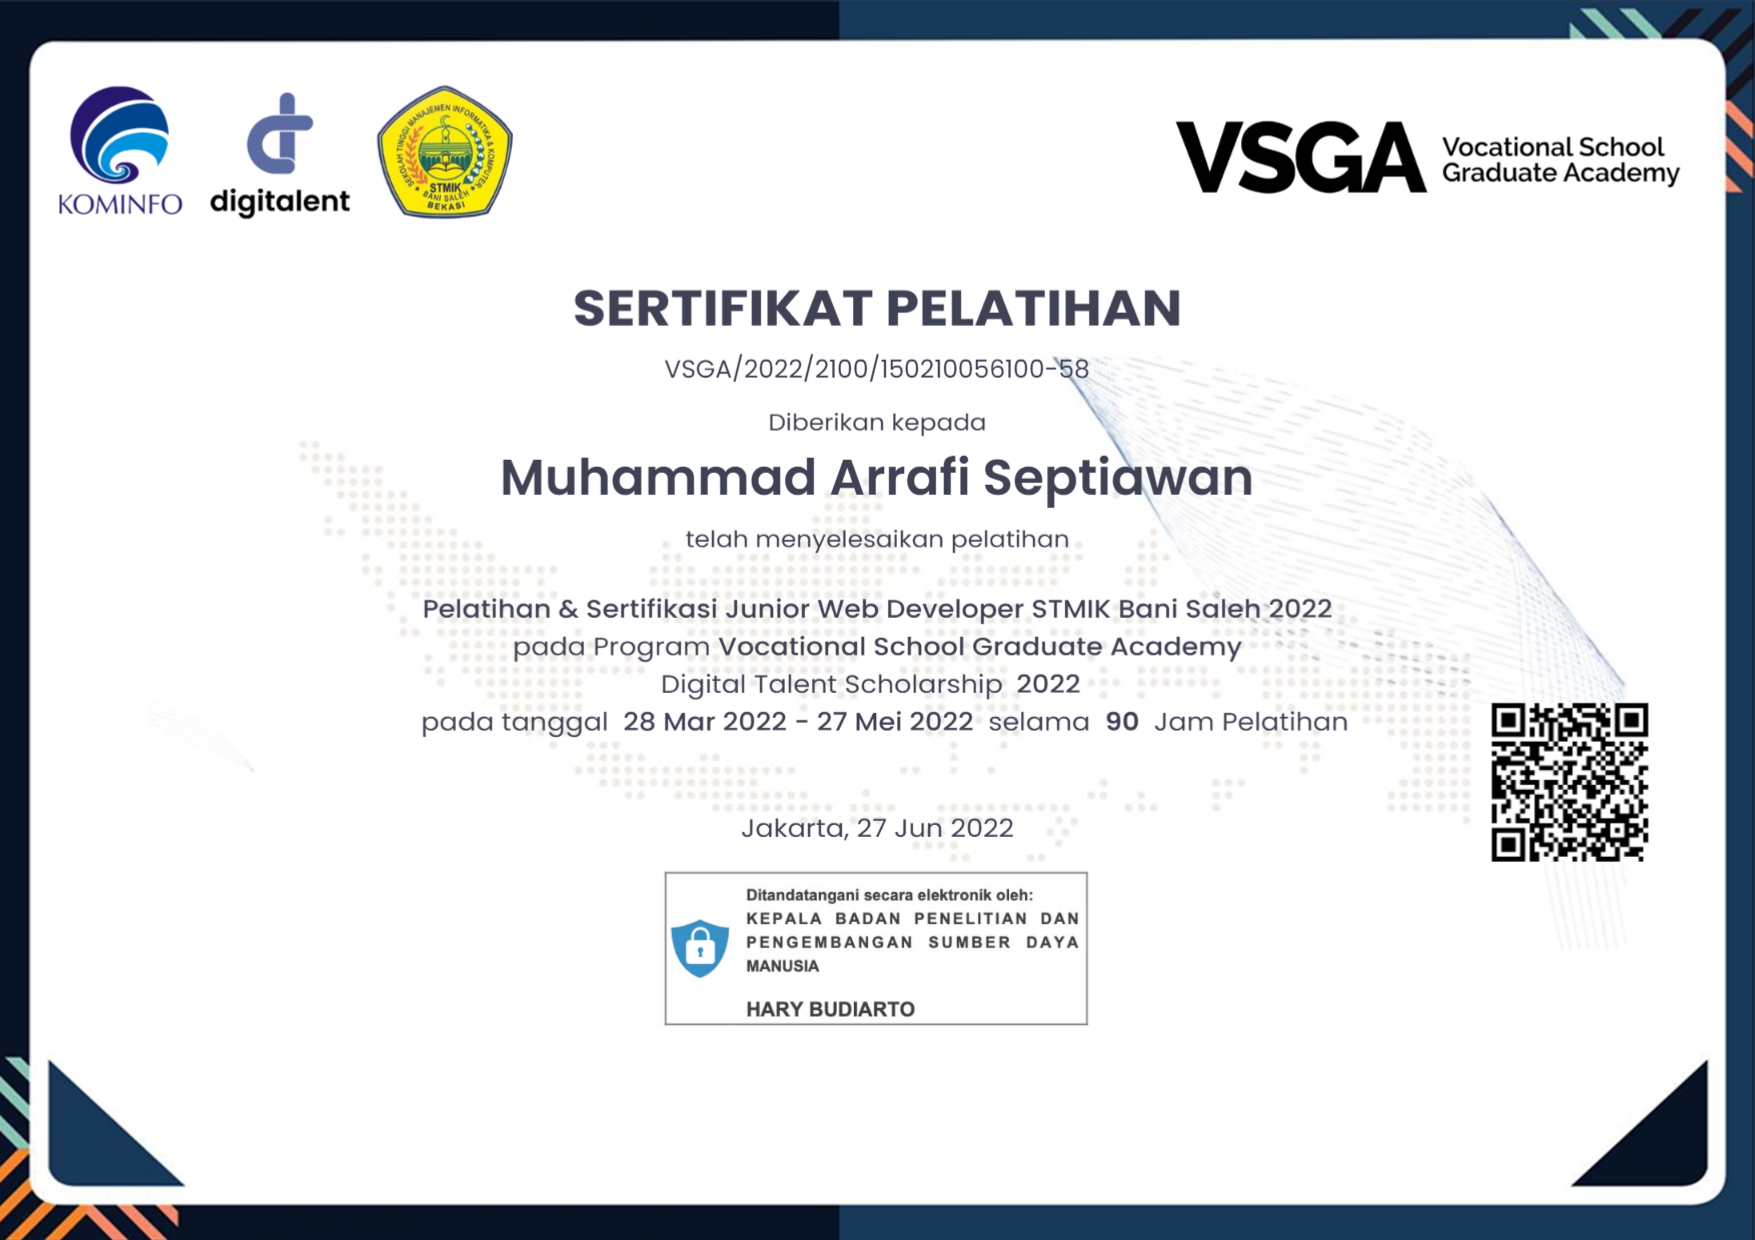 KOMINFO
digitalent
SEKOLAH TINGGI MANAJEMEN INFORMATIKA & KOMPUTER
STMIK
BANI SALEH
BEKASI
VSGA
Vocational School
Graduate Academy
SERTIFIKAT PELATIHAN
VSGA/2022/2100/150210056100-58
Diberikan kepada
Muhammad Arrafi Septiawan
telah menyelesaikan pelatihan
Pelatihan & Sertifikasi Junior Web Developer STMIK Bani Saleh 2022
pada Program Vocational School Graduate Academy
Digital Talent Scholarship 2022
pada tanggal 28 Mar 2022 - 27 Mei 2022 selama 90 Jam Pelatihan
Jakarta, 27 Jun 2022
Ditandatangani secara elektronik oleh:
KEPALA BADAN PENELITIAN DAN
PENGEMBANGAN SUMBER DAYA
MANUSIA
HARY BUDIARTO